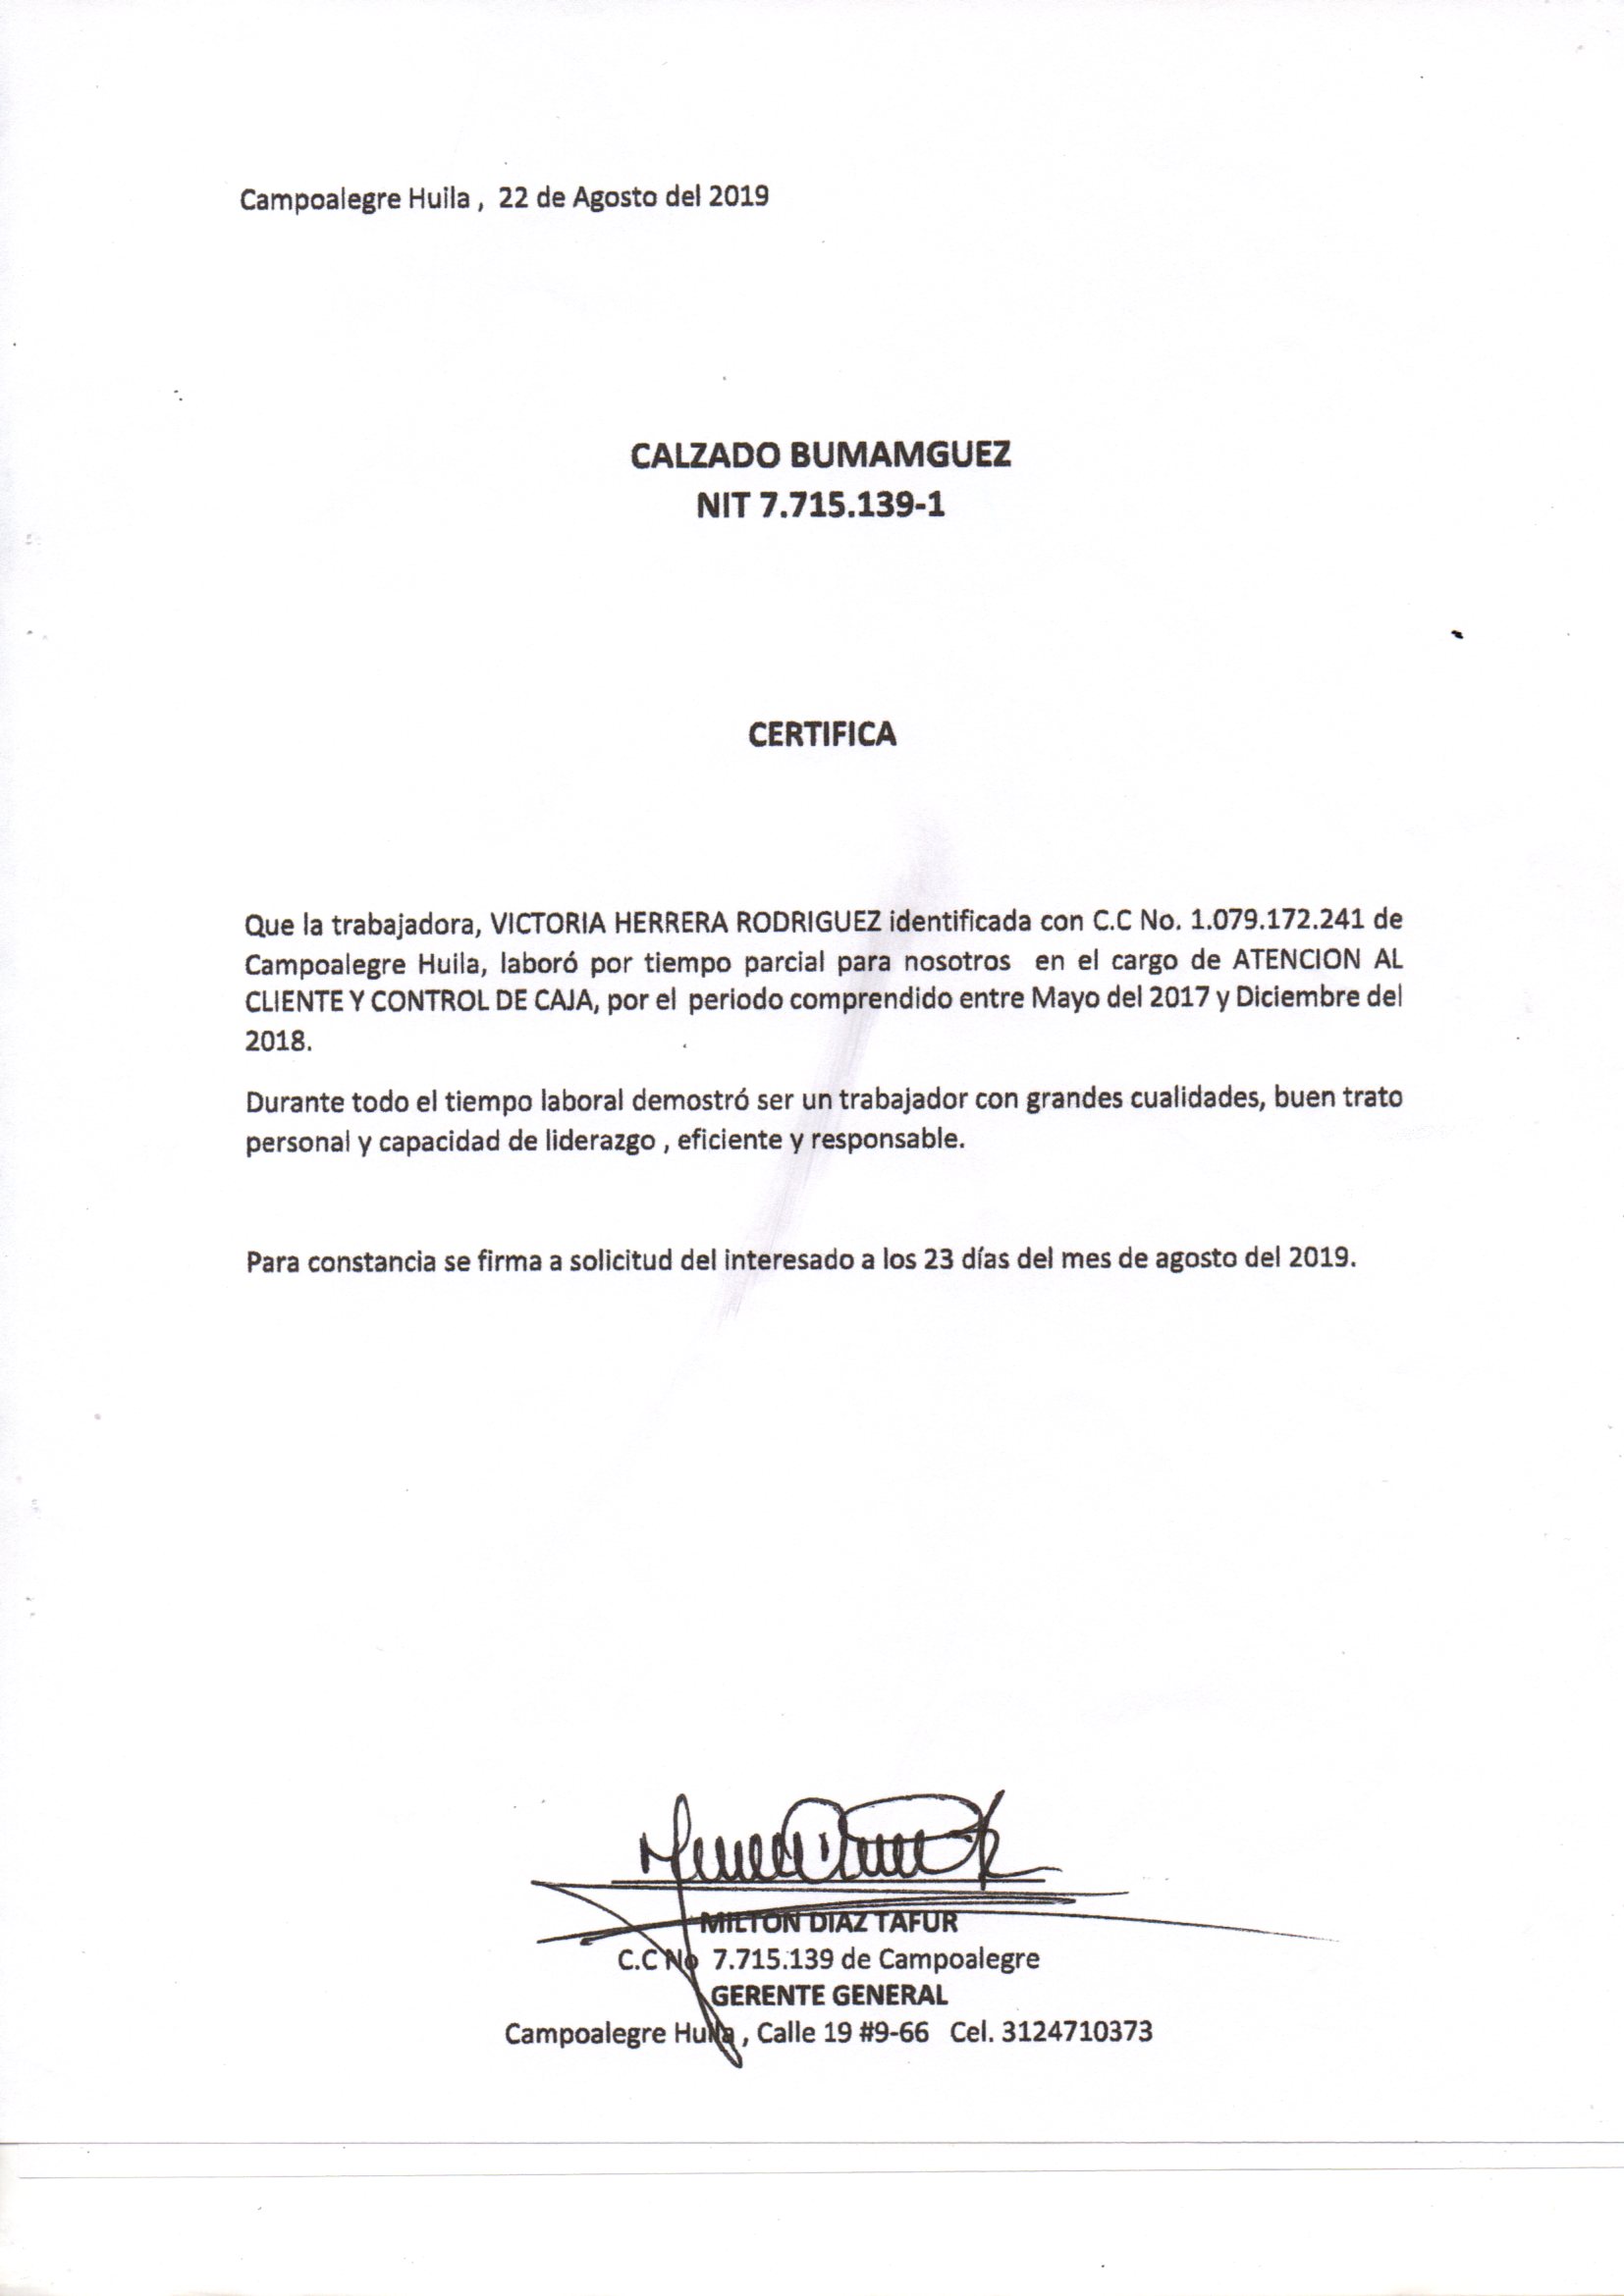 Campoalegre Huila , 22 de Agosto del 2019
CALZADO BUMAMGUEZ
NIT 7.715.139-1
CERTIFICA
Que la trabajadora, VICTORIA HERRERA RODRIGUEZ identificada con C.C No. 1.079.172.241 de
Campoalegre Huila, laboró por tiempo parcial para nosotros en el cargo de ATENCION AL
CLIENTE Y CONTROL DE CAJA, por el periodo comprendido entre Mayo del 2017 y Diciembre del
2018.
Durante todo el tiempo laboral demostró ser un trabajador con grandes cualidades, buen trato
personal y capacidad de liderazgo , eficiente y responsable.
Para constancia se firma a solicitud del interesado a los 23 días del mes de agosto del 2019.
MILTON DIAZ TAFUR
C.C No 7.715.139 de Campoalegre
GERENTE GENERAL
Campoalegre Huila , Calle 19 #9-66 Cel. 3124710373